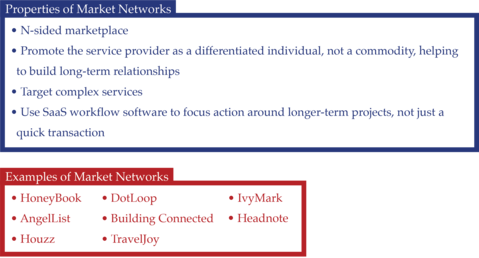 Properties of Market Networks
• N-sided marketplace
• Promote the service provider as a differentiated individual, not a commodity, helping
to build long-term relationships
• Target complex services
• Use SaaS workflow software to focus action around longer-term projects, not just a
quick transaction
Examples of Market Networks
• HoneyBook • DotLoop • IvyMark
• AngelList • Building Connected • Headnote
• Houzz • TravelJoy